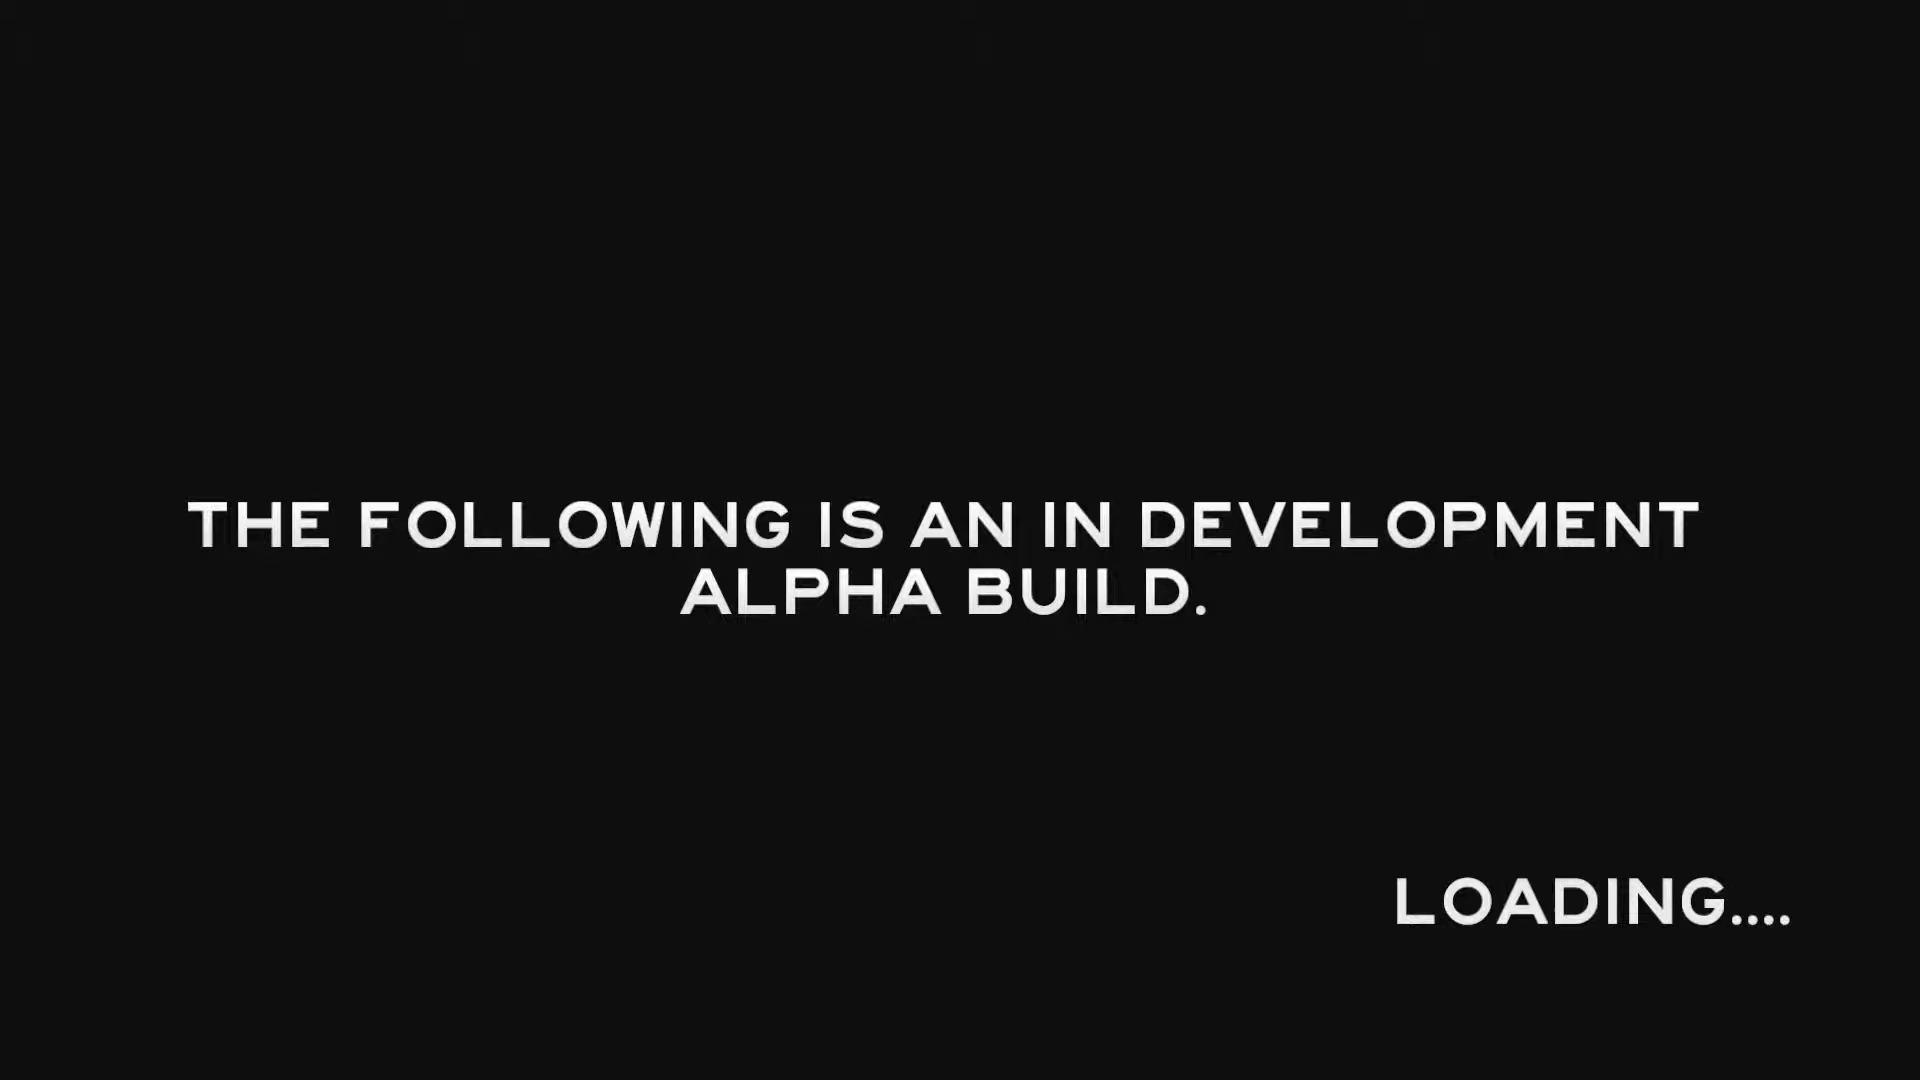 THE FOLLOWING IS AN IN DEVELOPMENT
ALPHA BUILD.
LOADING....